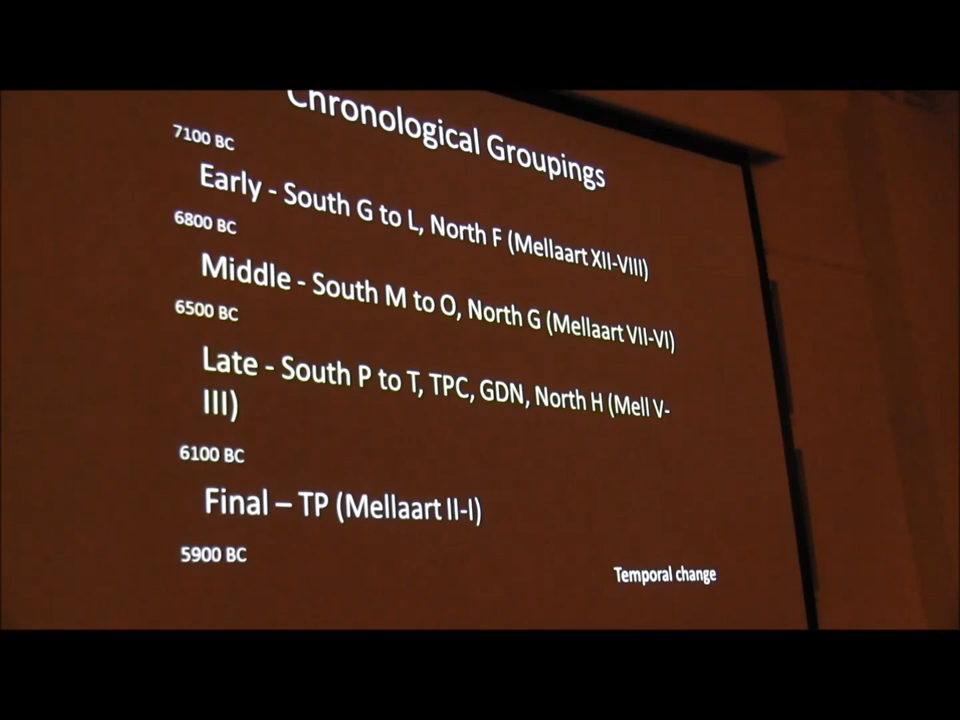 Chronological Groupings
7100 BC
Early - South G to L, North F (Mellaart XII-VIII)
6800 BC
Middle - South M to O, North G (Mellaart VII-VI)
6500 BC
Late - South P to T, TPC, GDN, North H (Mell V-
III)
6100 BC
Final – TP (Mellaart II-I)
5900 BC
Temporal change